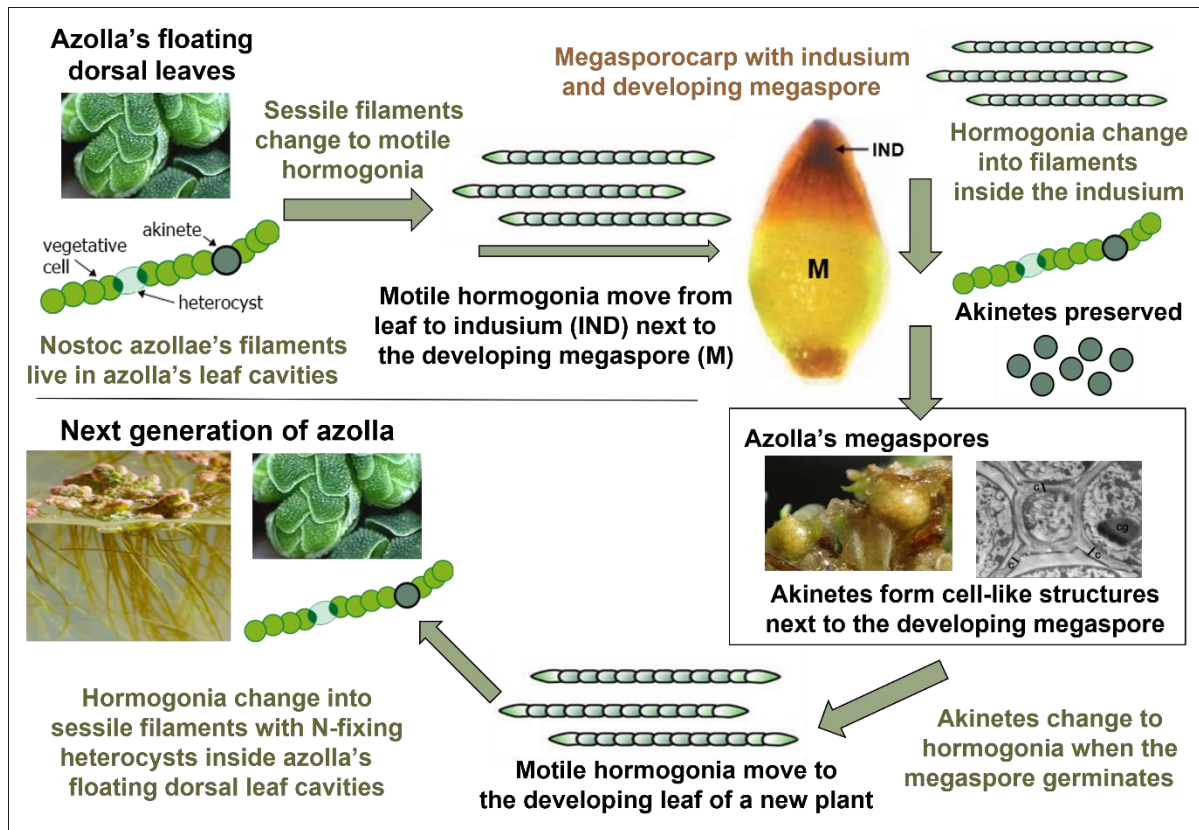 Azolla's floating
dorsal leaves
Sessile filaments
change to motile
hormogonia
akinete
vegetative
cell
heterocyst
Nostoc azollae's filaments
live in azolla's leaf cavities
Motile hormogonia move from
leaf to indusium (IND) next to
the developing megaspore (M)
Megasporocarp with indusium
and developing megaspore
IND
M
Hormogonia change
into filaments
inside the indusium
Akinetes preserved
Azolla's megaspores
c
cg
c
c
Akinetes form cell-like structures
next to the developing megaspore
Akinetes change to
hormogonia when the
megaspore germinates
Motile hormogonia move to
the developing leaf of a new plant
Next generation of azolla
Hormogonia change into
sessile filaments with N-fixing
heterocysts inside azolla's
floating dorsal leaf cavities